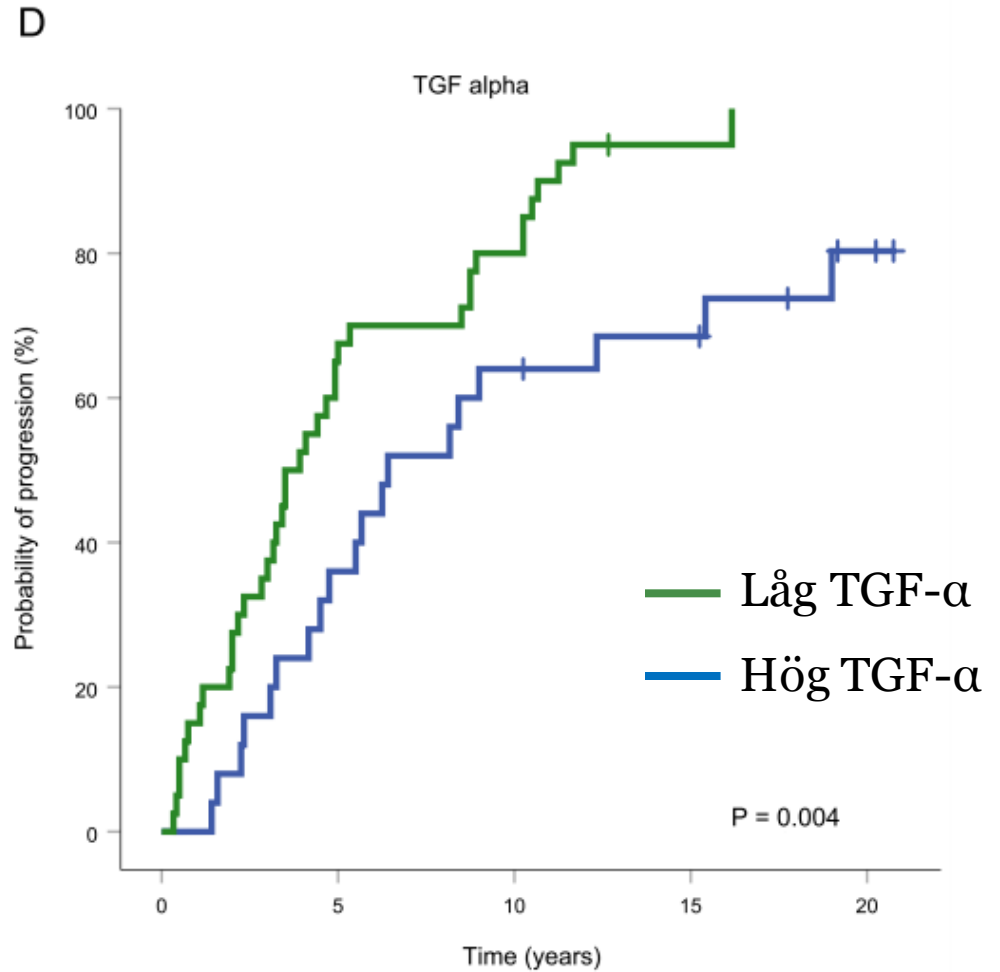 D
TGF alpha
100
80
60
40
20
0
Probability of progression (%)
Låg TGF-α
Hög TGF-α
P = 0.004
0 5 10 15 20
Time (years)